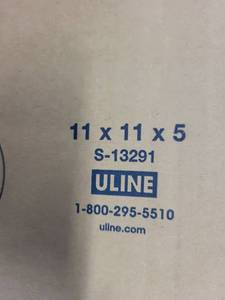 11 x 11 x 5
S-13291
ULINE
1-800-295-5510
uline.com